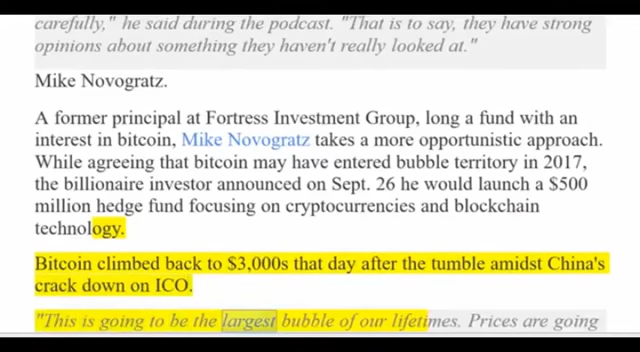 carefully," he said during the podcast. "That is to say, they have strong
opinions about something they haven't really looked at."
Mike Novogratz.
A former principal at Fortress Investment Group, long a fund with an
interest in bitcoin, Mike Novogratz takes a more opportunistic approach.
While agreeing that bitcoin may have entered bubble territory in 2017,
the billionaire investor announced on Sept. 26 he would launch a $500
million hedge fund focusing on cryptocurrencies and blockchain
technology.
Bitcoin climbed back to $3,000s that day after the tumble amidst China's
crack down on ICO.
"This is going to be the largest bubble of our lifetimes. Prices are going